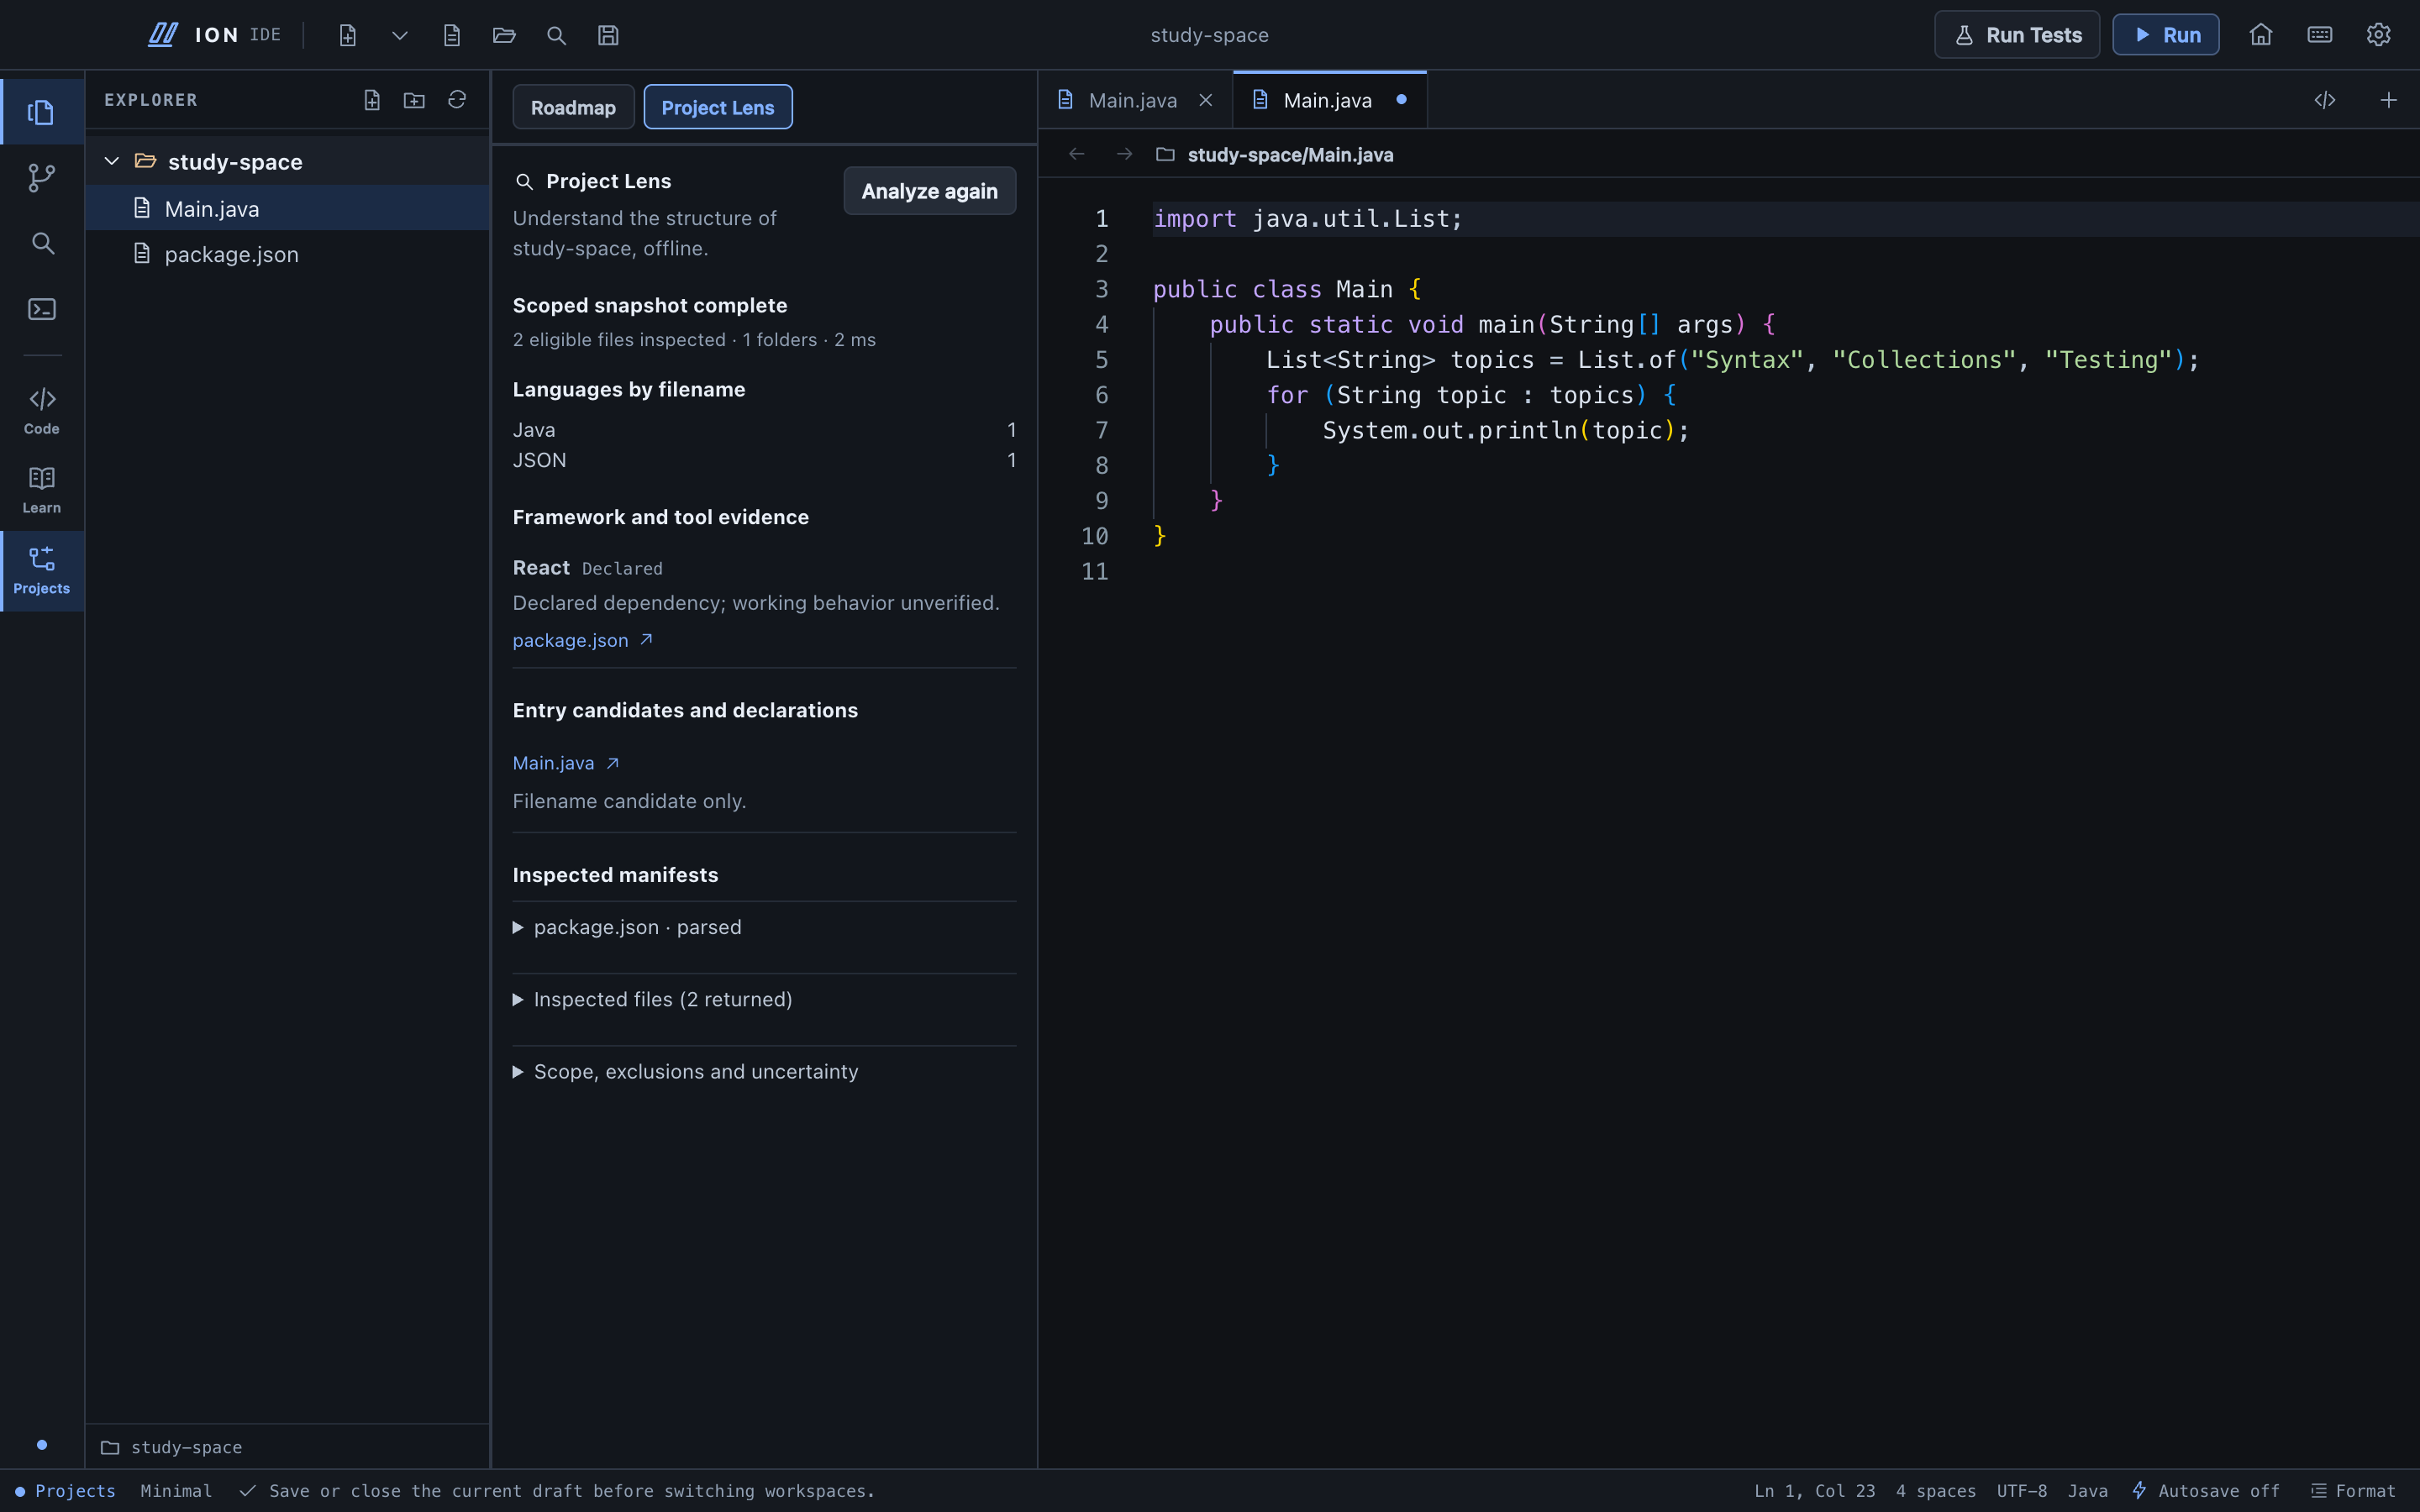 ION IDE
study-space
Run Tests
Run
EXPLORER
study-space
Main.java
package.json
Code
Learn
Projects
study-space
Roadmap
Project Lens
Project Lens
Analyze again
Understand the structure of
study-space, offline.
Scoped snapshot complete
2 eligible files inspected · 1 folders · 2 ms
Languages by filename
Java 1
JSON 1
Framework and tool evidence
React Declared
Declared dependency; working behavior unverified.
package.json ↗
Entry candidates and declarations
Main.java ↗
Filename candidate only.
Inspected manifests
package.json · parsed
Inspected files (2 returned)
Scope, exclusions and uncertainty
Main.java
Main.java
study-space/Main.java
1 import java.util.List;
2
3 public class Main {
4     public static void main(String[] args) {
5         List<String> topics = List.of("Syntax", "Collections", "Testing");
6         for (String topic : topics) {
7             System.out.println(topic);
8         }
9     }
10 }
11
Projects Minimal Save or close the current draft before switching workspaces.
Ln 1, Col 23 4 spaces UTF-8 Java Autosave off Format